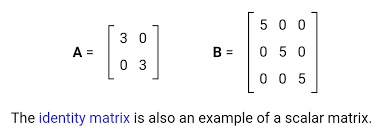 A = [ 3 0
0 3 ]
B = [ 5 0 0
0 5 0
0 0 5 ]
The identity matrix is also an example of a scalar matrix.